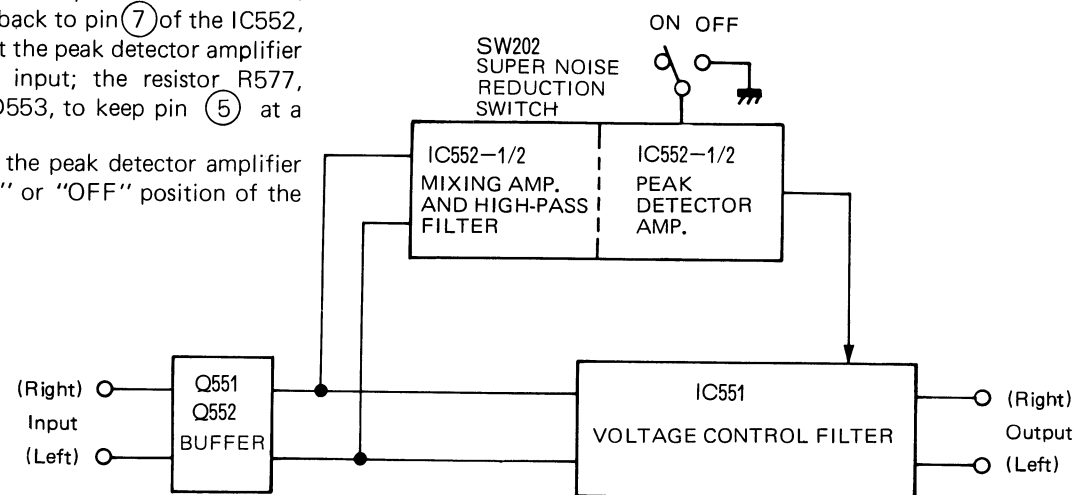 back to pin ⑦ of the IC552,
t the peak detector amplifier
input; the resistor R577,
D553, to keep pin ⑤ at a
the peak detector amplifier
" or "OFF" position of the
ON OFF
SW202
SUPER NOISE
REDUCTION
SWITCH
IC552-1/2
MIXING AMP.
AND HIGH-PASS
FILTER
IC552-1/2
PEAK
DETECTOR
AMP.
(Right)
Input
(Left)
Q551
Q552
BUFFER
IC551
VOLTAGE CONTROL FILTER
(Right)
Output
(Left)